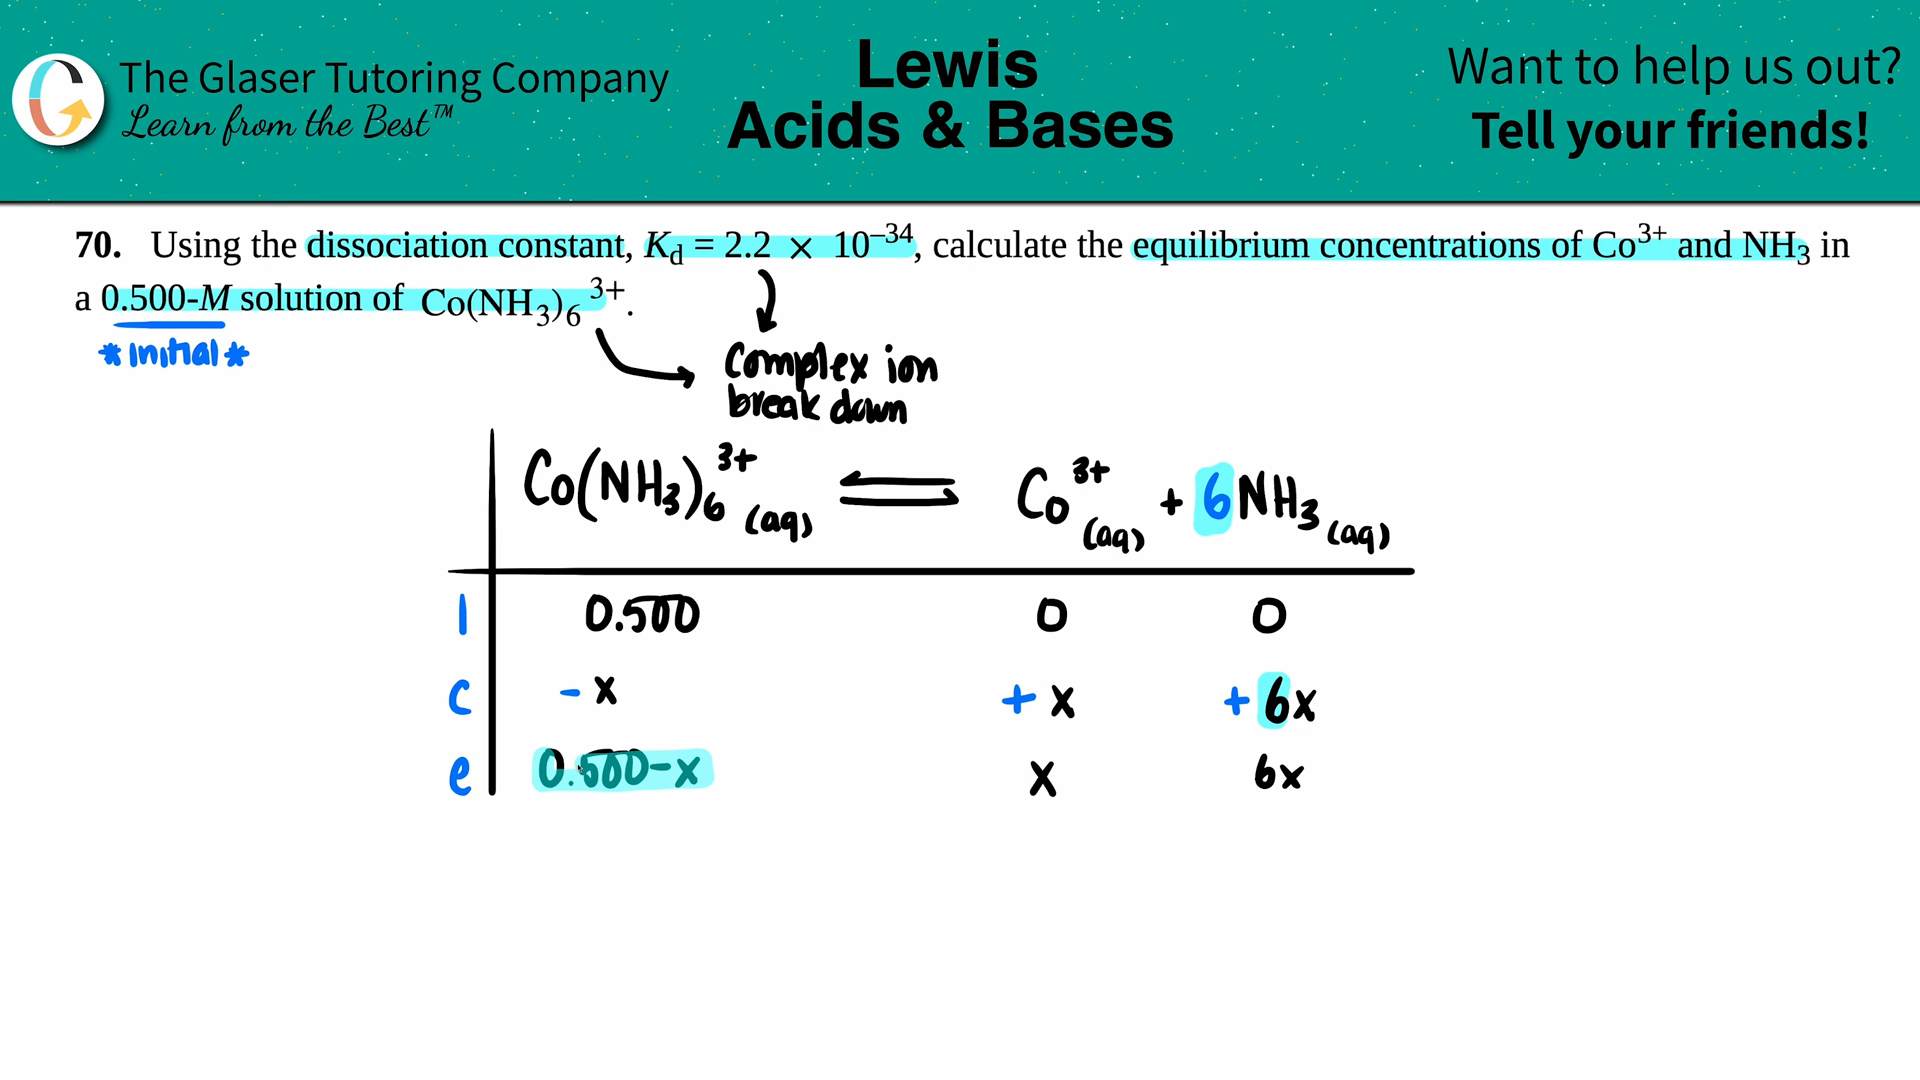 The Glaser Tutoring Company
Learn from the Best™
Lewis
Acids & Bases
Want to help us out?
Tell your friends!
70. Using the dissociation constant, Kd = 2.2 × 10⁻³⁴, calculate the equilibrium concentrations of Co³⁺ and NH₃ in
a 0.500-M solution of Co(NH₃)₆³⁺.
*initial*
Complex ion
break down
Co(NH₃)₆³⁺(aq) ⇌ Co³⁺(aq) + 6NH₃(aq)
I 0.500 0 0
C - x + x + 6x
e 0.500-x x 6x